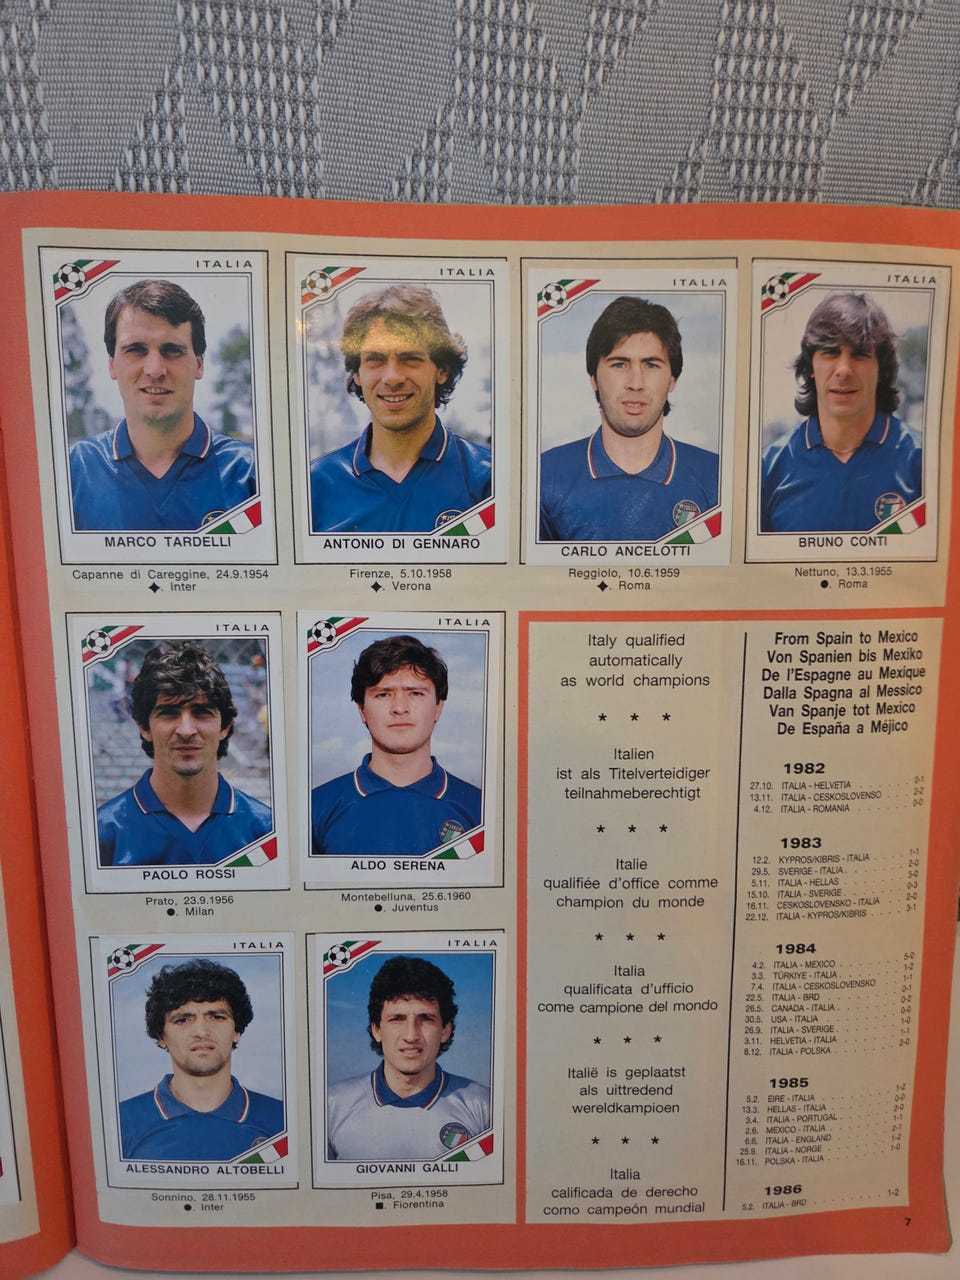 ITALIA
MARCO TARDELLI
Capanne di Careggine, 24.9.1954
Inter
ITALIA
ANTONIO DI GENNARO
Firenze, 5.10.1958
Verona
ITALIA
CARLO ANCELOTTI
Reggiolo, 10.6.1959
Roma
ITALIA
BRUNO CONTI
Nettuno, 13.3.1955
Roma
ITALIA
PAOLO ROSSI
Prato, 23.9.1956
Milan
ITALIA
ALDO SERENA
Montebelluna, 25.6.1960
Juventus
ITALIA
ALESSANDRO ALTOBELLI
Sonnino, 28.11.1955
Inter
ITALIA
GIOVANNI GALLI
Pisa, 29.4.1958
Fiorentina
Italy qualified
automatically
as world champions
* * *
Italien
ist als Titelverteidiger
teilnahmeberechtigt
* * *
Italie
qualifiée d'office comme
champion du monde
* * *
Italia
qualificata d'ufficio
come campione del mondo
* * *
Italië is geplaatst
als uittredend
wereldkampioen
* * *
Italia
calificada de derecho
como campeón mundial
From Spain to Mexico
Von Spanien bis Mexiko
De l'Espagne au Mexique
Dalla Spagna al Messico
Van Spanje tot Mexico
De España a Méjico
1982
27.10. ITALIA - HELVETIA . . . . . 0-1
13.11. ITALIA - CESKOSLOVENSO . . . 2-2
4.12. ITALIA - ROMANIA . . . . . 0-0
1983
12.2. KYPROS/KIBRIS - ITALIA . . . . 1-1
29.5. SVERIGE - ITALIA . . . . . 2-0
5.11. ITALIA - HELLAS . . . . . 3-0
15.10. ITALIA - SVERIGE . . . . . 0-3
16.11. CESKOSLOVENSKO - ITALIA . . . 2-0
22.12. ITALIA - KYPROS/KIBRIS . . . . 3-1
1984
4.2. ITALIA - MEXICO . . . . . 5-0
3.3. TÜRKIYE - ITALIA . . . . . 1-2
7.4. ITALIA - CESKOSLOVENSKO . . . 1-1
22.5. ITALIA - BRD . . . . . 0-1
26.5. CANADA - ITALIA . . . . . 0-2
30.5. USA - ITALIA . . . . . 0-0
26.9. ITALIA - SVERIGE . . . . . 1-0
3.11. HELVETIA - ITALIA . . . . . 1-1
8.12. ITALIA - POLSKA . . . . . 2-0
1985
5.2. EIRE - ITALIA . . . . . 1-2
13.3. HELLAS - ITALIA . . . . . 0-0
3.4. ITALIA - PORTUGAL . . . . . 2-0
2.6. MEXICO - ITALIA . . . . . 1-1
6.6. ITALIA - ENGLAND . . . . . 2-1
25.9. ITALIA - NORGE . . . . . 1-2
16.11. POLSKA - ITALIA . . . . . 1-0
1986
5.2. ITALIA - BRD . . . . . 1-2
7